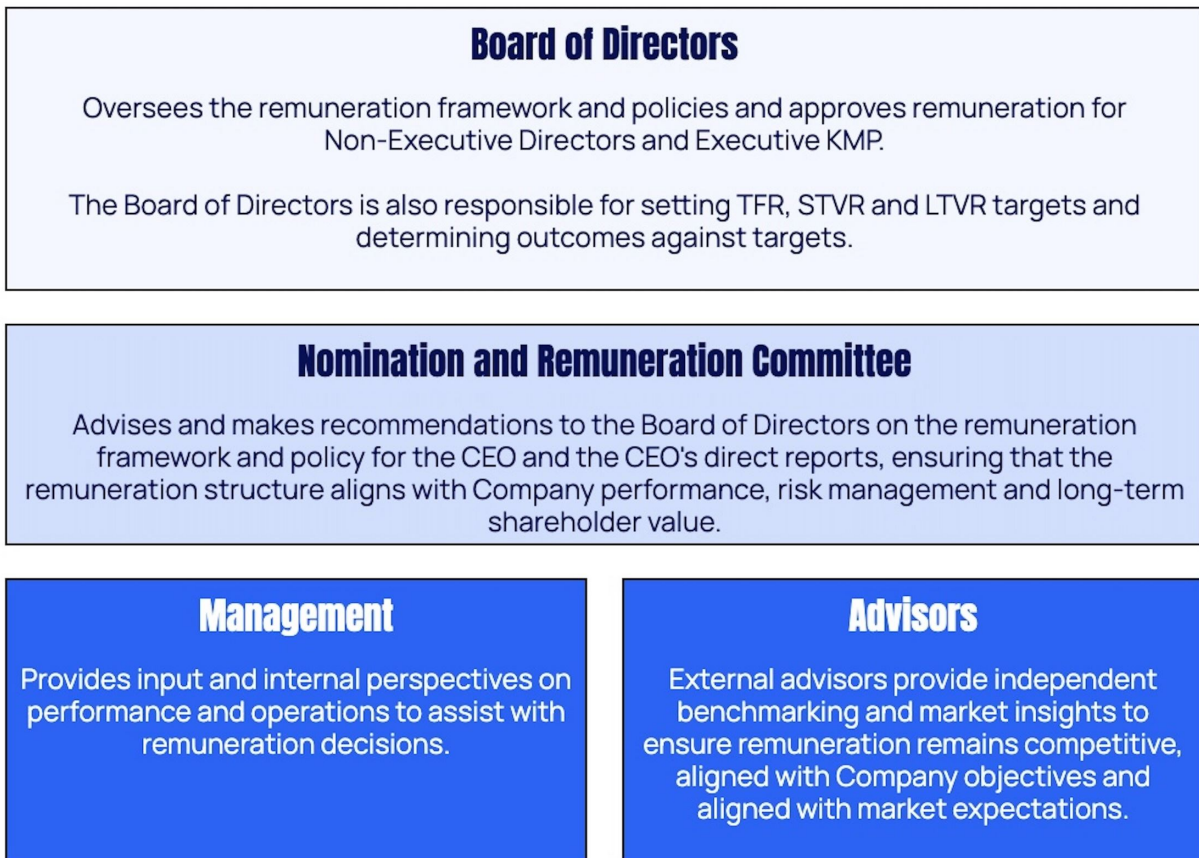 Board of Directors
Oversees the remuneration framework and policies and approves remuneration for
Non-Executive Directors and Executive KMP.
The Board of Directors is also responsible for setting TFR, STVR and LTVR targets and
determining outcomes against targets.
Nomination and Remuneration Committee
Advises and makes recommendations to the Board of Directors on the remuneration
framework and policy for the CEO and the CEO's direct reports, ensuring that the
remuneration structure aligns with Company performance, risk management and long-term
shareholder value.
Management
Provides input and internal perspectives on
performance and operations to assist with
remuneration decisions.
Advisors
External advisors provide independent
benchmarking and market insights to
ensure remuneration remains competitive,
aligned with Company objectives and
aligned with market expectations.